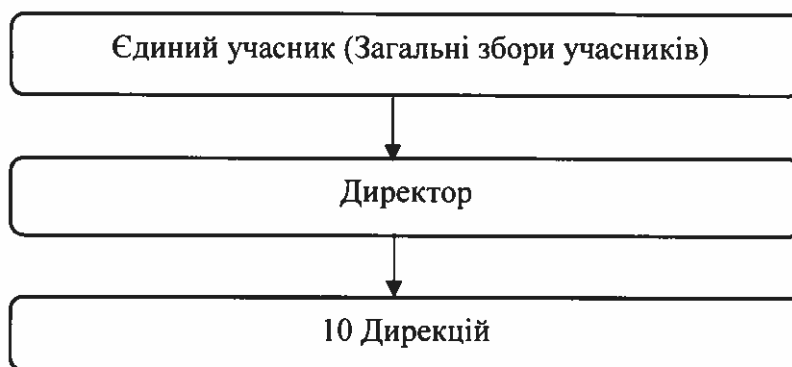 Єдиний учасник (Загальні збори учасників)
Директор
10 Дирекцій